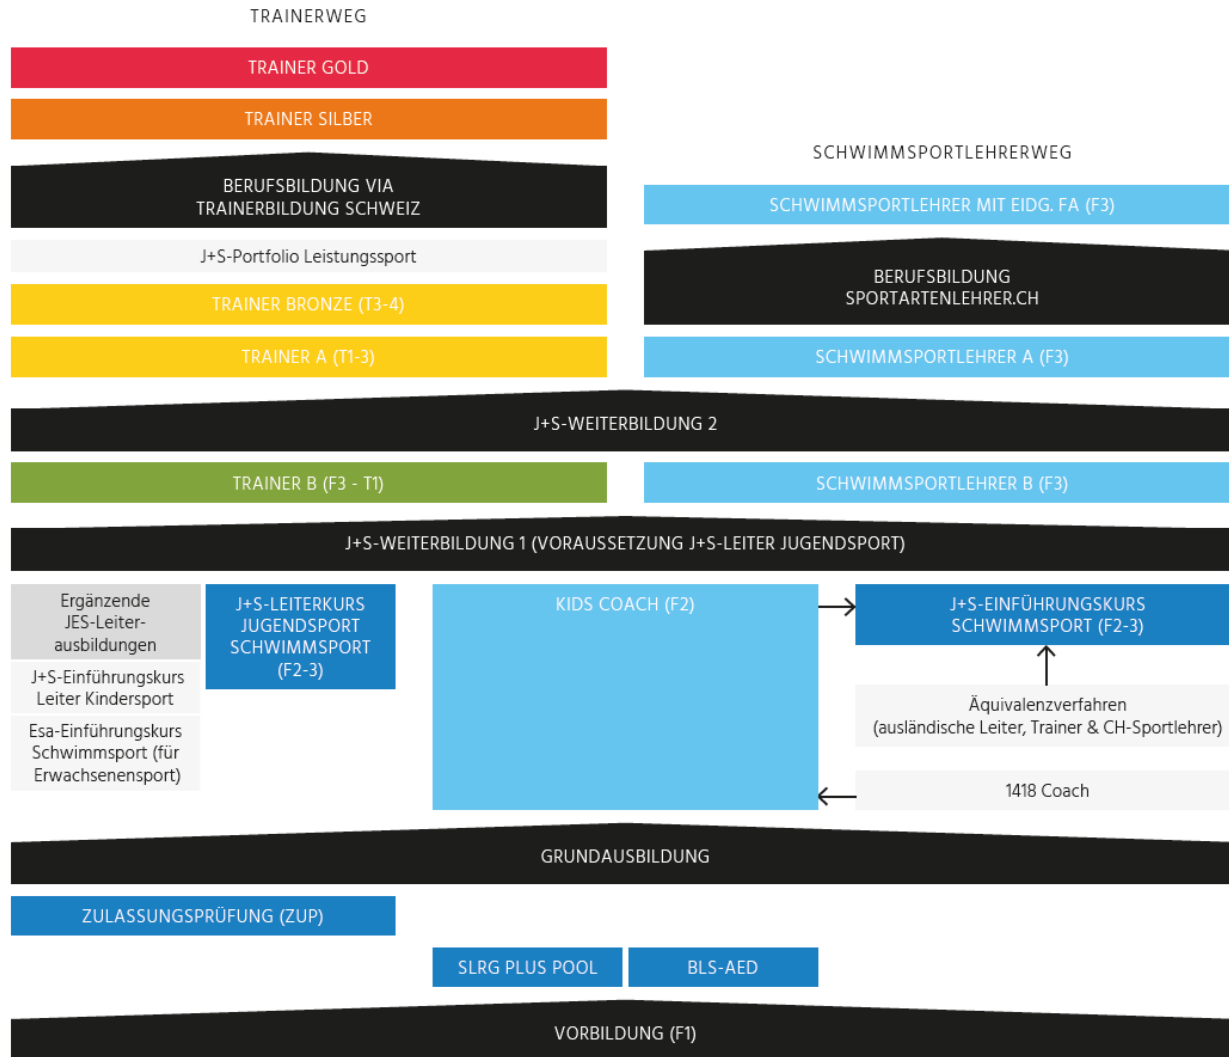 TRAINERWEG
TRAINER GOLD
TRAINER SILBER
BERUFSBILDUNG VIA
TRAINERBILDUNG SCHWEIZ
J+S-Portfolio Leistungssport
TRAINER BRONZE (T3-4)
TRAINER A (T1-3)
SCHWIMMSPORTLEHRERWEG
SCHWIMMSPORTLEHRER MIT EIDG. FA (F3)
BERUFSBILDUNG
SPORTARTENLEHRER.CH
SCHWIMMSPORTLEHRER A (F3)
J+S-WEITERBILDUNG 2
TRAINER B (F3 - T1)
SCHWIMMSPORTLEHRER B (F3)
J+S-WEITERBILDUNG 1 (VORAUSSETZUNG J+S-LEITER JUGENDSPORT)
Ergänzende
JES-Leiter-
ausbildungen
J+S-Einführungskurs
Leiter Kindersport
Esa-Einführungskurs
Schwimmsport (für
Erwachsenensport)
J+S-LEITERKURS
JUGENDSPORT
SCHWIMMSPORT
(F2-3)
KIDS COACH (F2)
J+S-EINFÜHRUNGSKURS
SCHWIMMSPORT (F2-3)
Äquivalenzverfahren
(ausländische Leiter, Trainer & CH-Sportlehrer)
1418 Coach
GRUNDAUSBILDUNG
ZULASSUNGSPRÜFUNG (ZUP)
SLRG PLUS POOL
BLS-AED
VORBILDUNG (F1)